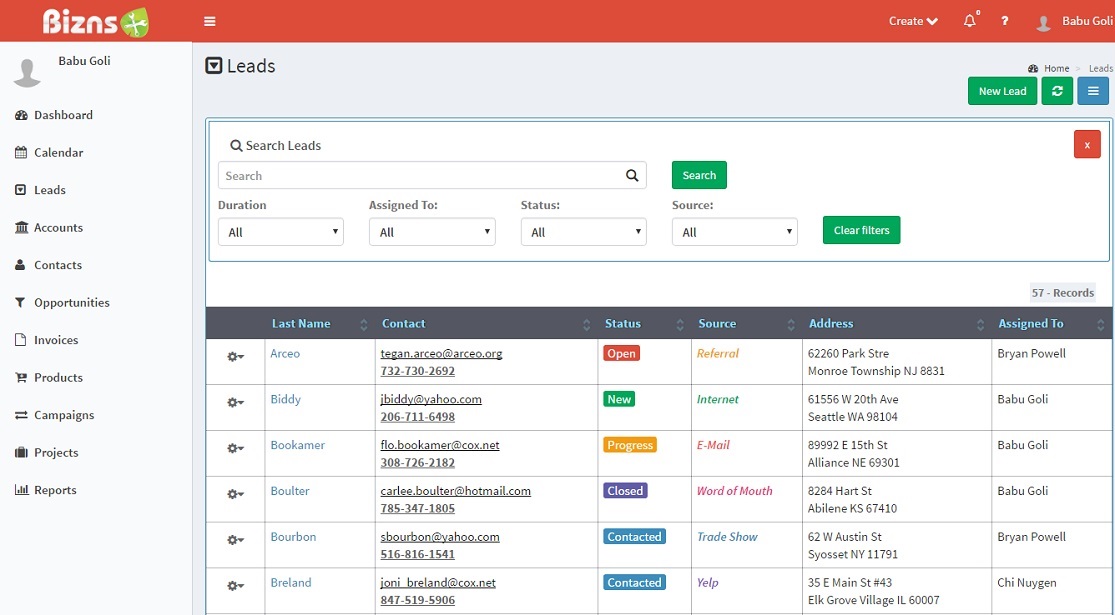 Bizns
Create
0
?
Babu Goli
Babu Goli
Dashboard
Calendar
Leads
Accounts
Contacts
Opportunities
Invoices
Products
Campaigns
Projects
Reports
Leads
Home > Leads
New Lead
Search Leads
x
Search
Search
Duration
Assigned To:
Status:
Source:
All
All
All
All
Clear filters
57 - Records
Last Name Contact Status Source Address Assigned To
Arceo tegan.arceo@arceo.org Open Referral 62260 Park Stre Bryan Powell
732-730-2692 Monroe Township NJ 8831
Biddy jbiddy@yahoo.com New Internet 61556 W 20th Ave Babu Goli
206-711-6498 Seattle WA 98104
Bookamer flo.bookamer@cox.net Progress E-Mail 89992 E 15th St Babu Goli
308-726-2182 Alliance NE 69301
Boulter carlee.boulter@hotmail.com Closed Word of Mouth 8284 Hart St Babu Goli
785-347-1805 Abilene KS 67410
Bourbon sbourbon@yahoo.com Contacted Trade Show 62 W Austin St Bryan Powell
516-816-1541 Syosset NY 11791
Breland joni_breland@cox.net Contacted Yelp 35 E Main St #43 Chi Nuygen
847-519-5906 Elk Grove Village IL 60007